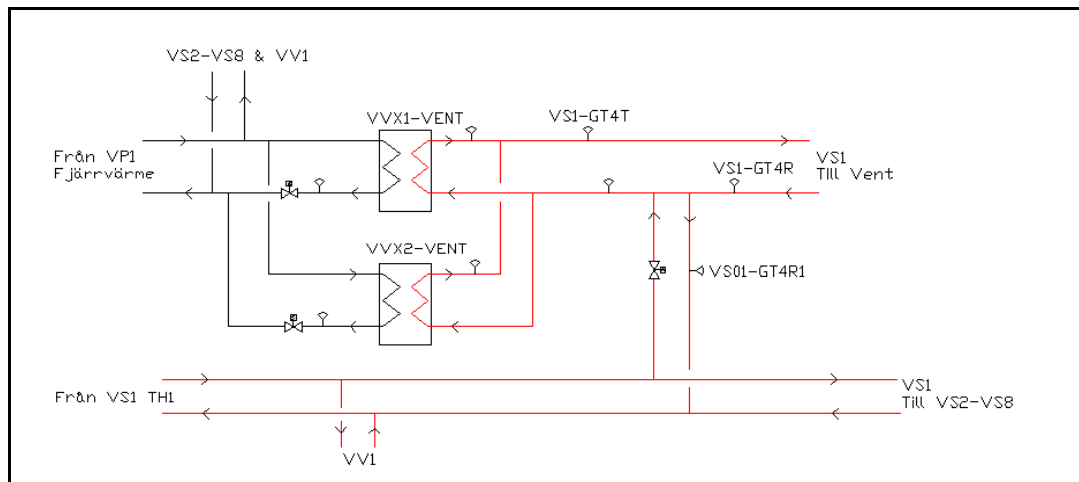 VS2-VS8 & VV1
VVX1-VENT
VS1-GT4T
Från VP1
Fjärrvärme
VS1-GT4R
VS1
TIll Vent
VVX2-VENT
VS01-GT4R1
Från VS1 TH1
VS1
Till VS2-VS8
VV1